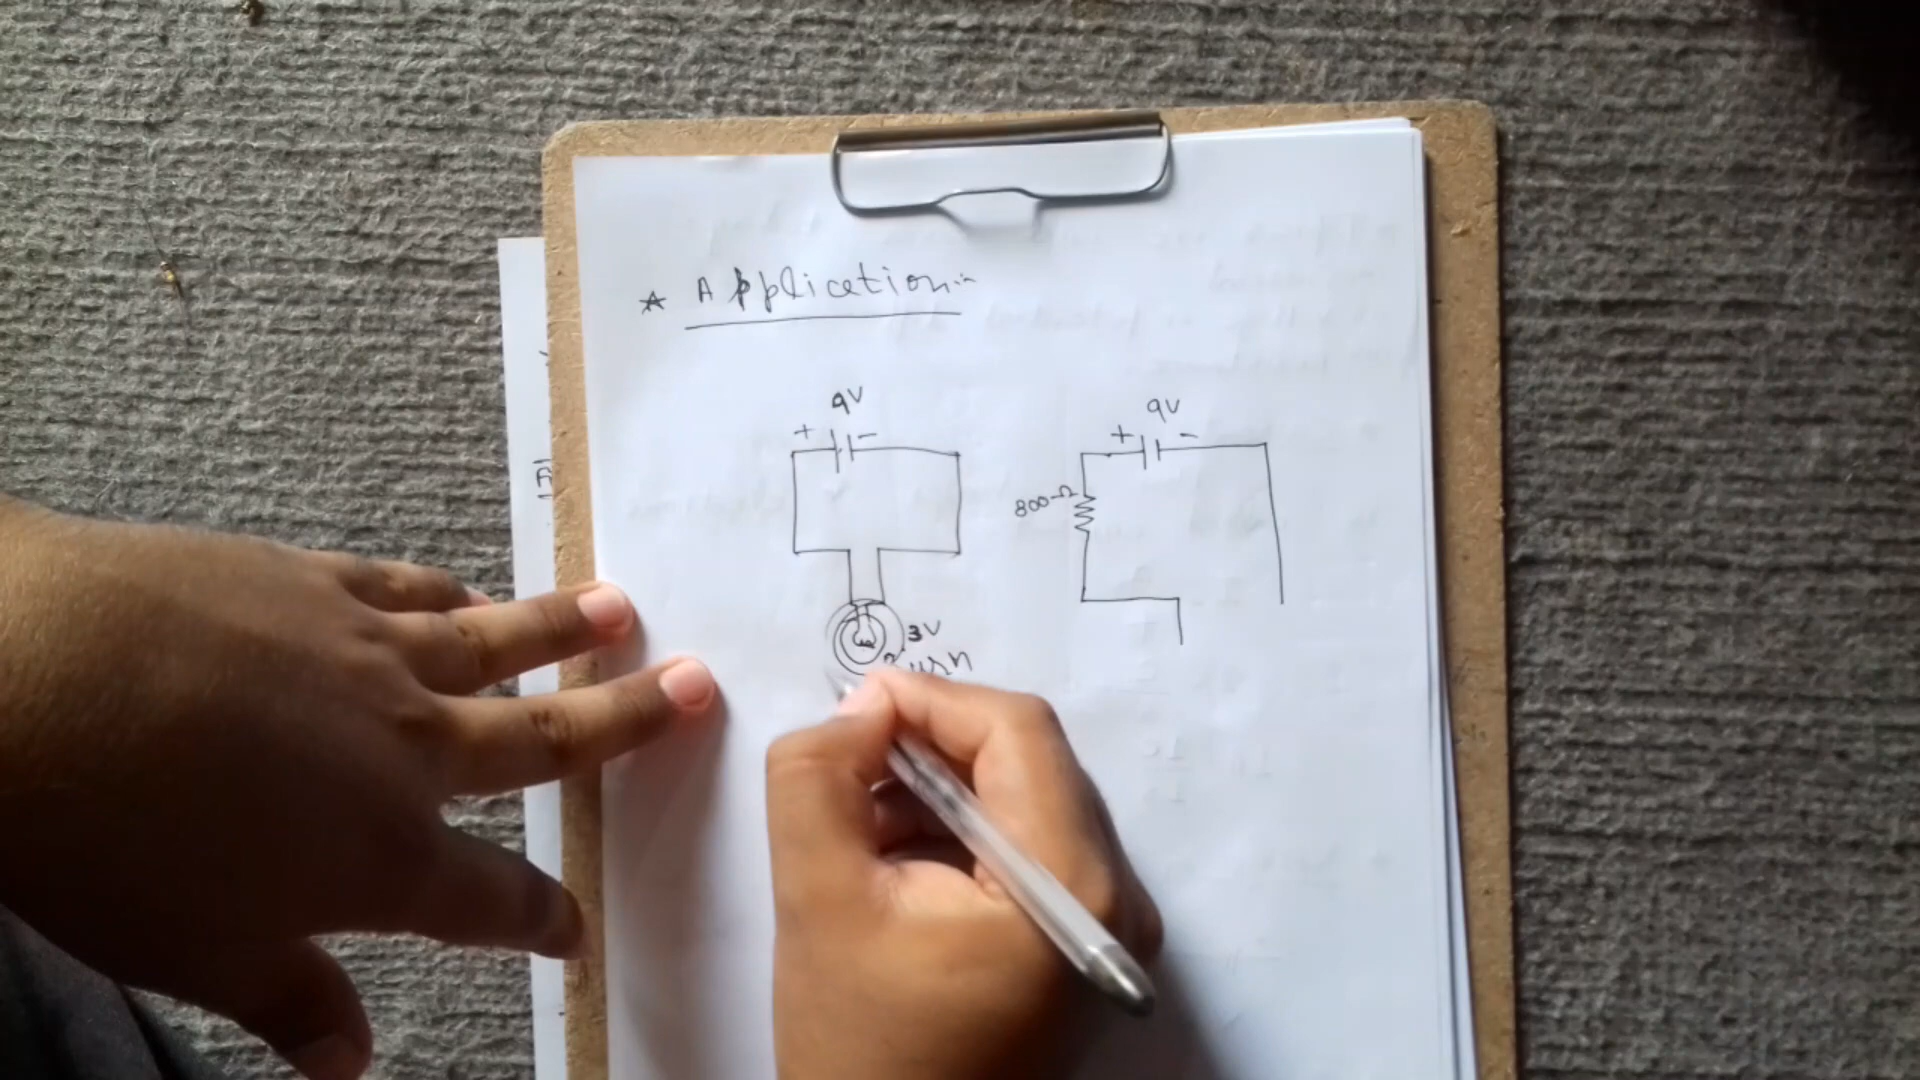 * Application:-
9V
9V
+ -
+ -
800Ω
3V